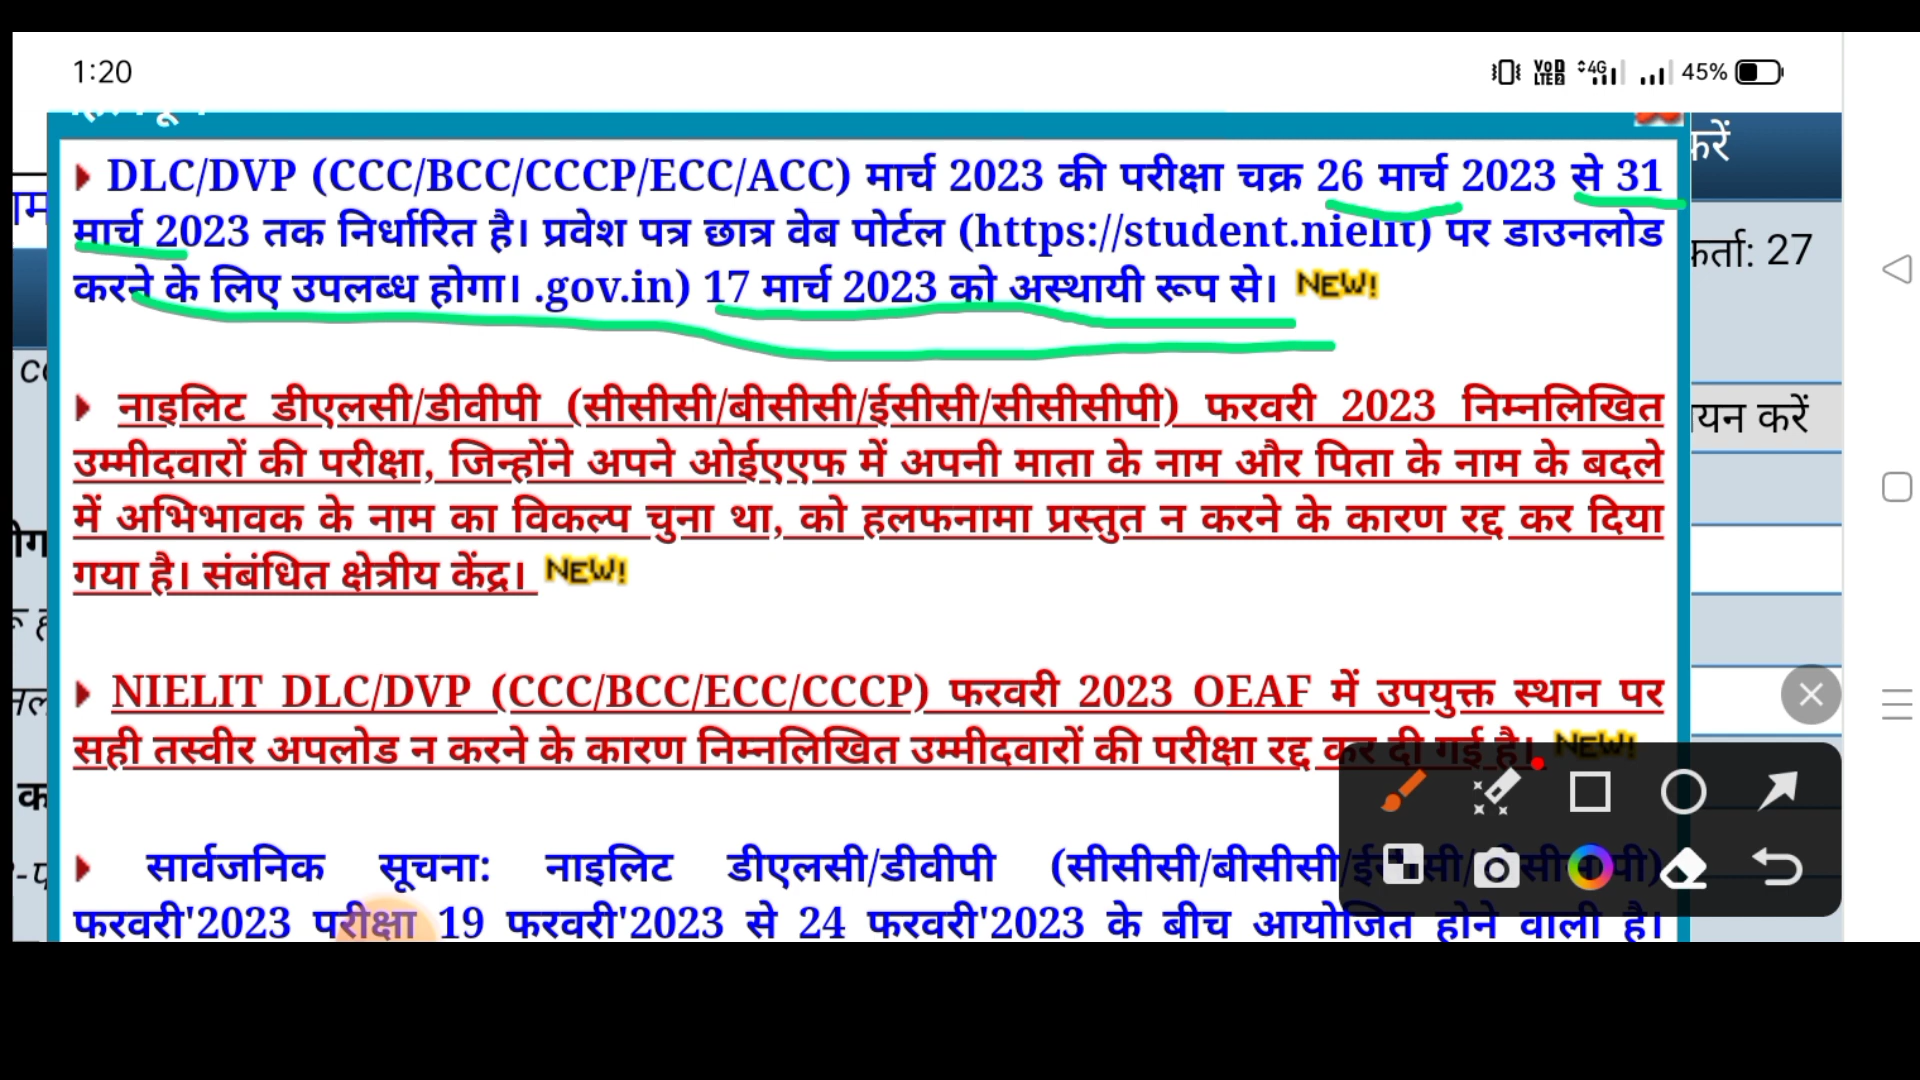 1:20
VoD LTE2 4G 45%
DLC/DVP (CCC/BCC/CCCP/ECC/ACC) मार्च 2023 की परीक्षा चक्र 26 मार्च 2023 से 31
मार्च 2023 तक निर्धारित है। प्रवेश पत्र छात्र वेब पोर्टल (https://student.nielit) पर डाउनलोड
करने के लिए उपलब्ध होगा। .gov.in) 17 मार्च 2023 को अस्थायी रूप से। NEW!
नाइलिट डीएलसी/डीवीपी (सीसीसी/बीसीसी/ईसीसी/सीसीसीपी) फरवरी 2023 निम्नलिखित
उम्मीदवारों की परीक्षा, जिन्होंने अपने ओईएएफ में अपनी माता के नाम और पिता के नाम के बदले
में अभिभावक के नाम का विकल्प चुना था, को हलफनामा प्रस्तुत न करने के कारण रद्द कर दिया
गया है। संबंधित क्षेत्रीय केंद्र। NEW!
NIELIT DLC/DVP (CCC/BCC/ECC/CCCP) फरवरी 2023 OEAF में उपयुक्त स्थान पर
सही तस्वीर अपलोड न करने के कारण निम्नलिखित उम्मीदवारों की परीक्षा रद्द कर दी गई है। NEW!
सार्वजनिक सूचना: नाइलिट डीएलसी/डीवीपी (सीसीसी/बीसीसी/
फरवरी'2023 परीक्षा 19 फरवरी'2023 से 24 फरवरी'2023 के बीच आयोजित होने वाली है।
करें
27
यन करें